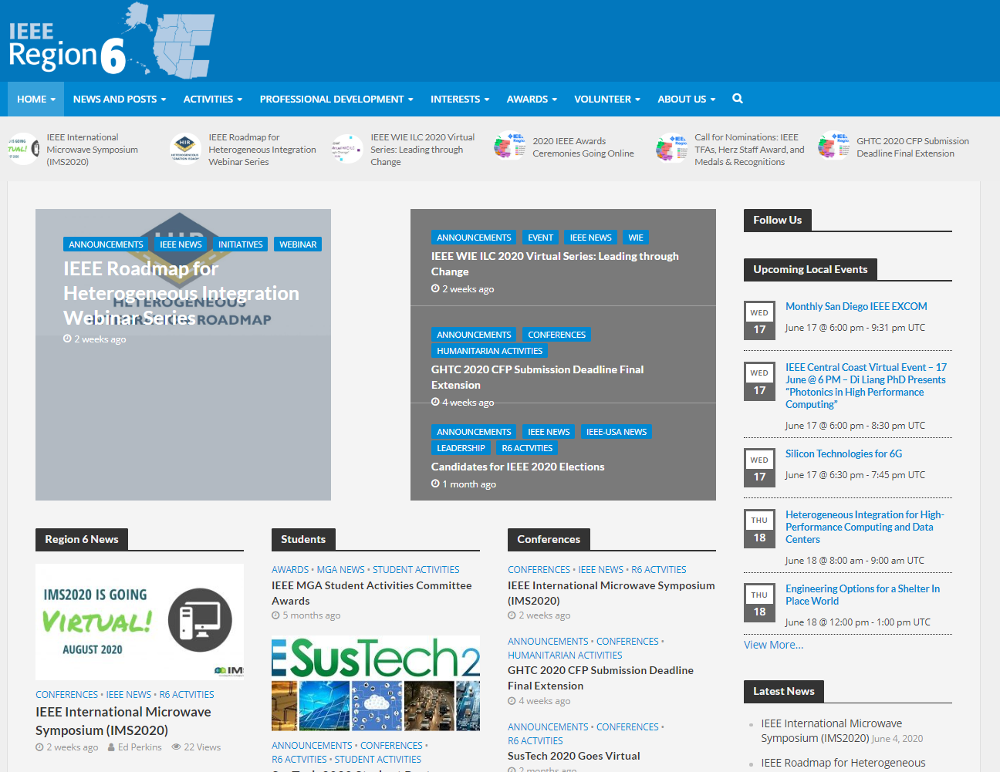 IEEE
Region 6
HOME
NEWS AND POSTS
ACTIVITIES
PROFESSIONAL DEVELOPMENT
INTERESTS
AWARDS
VOLUNTEER
ABOUT US
IEEE International
Microwave Symposium
(IMS2020)
IEEE Roadmap for
Heterogeneous Integration
Webinar Series
IEEE WIE ILC 2020 Virtual
Series: Leading through
Change
2020 IEEE Awards
Ceremonies Going Online
Call for Nominations: IEEE
TFAs, Herz Staff Award, and
Medals & Recognitions
GHTC 2020 CFP Submission
Deadline Final Extension
ANNOUNCEMENTS IEEE NEWS INITIATIVES WEBINAR
IEEE Roadmap for
Heterogeneous Integration
Webinar Series
2 weeks ago
HETEROGENEOUS
ROADMAP
ANNOUNCEMENTS EVENT IEEE NEWS WIE
IEEE WIE ILC 2020 Virtual Series: Leading through
Change
2 weeks ago
ANNOUNCEMENTS CONFERENCES
HUMANITARIAN ACTIVITIES
GHTC 2020 CFP Submission Deadline Final
Extension
4 weeks ago
ANNOUNCEMENTS IEEE NEWS IEEE-USA NEWS
LEADERSHIP R6 ACTVITIES
Candidates for IEEE 2020 Elections
1 month ago
Follow Us
Upcoming Local Events
WED
17
Monthly San Diego IEEE EXCOM
June 17 @ 6:00 pm - 9:31 pm UTC
WED
17
IEEE Central Coast Virtual Event – 17
June @ 6 PM – Di Liang PhD Presents
“Photonics in High Performance
Computing”
June 17 @ 6:00 pm - 8:30 pm UTC
WED
17
Silicon Technologies for 6G
June 17 @ 6:30 pm - 7:45 pm UTC
THU
18
Heterogeneous Integration for High-
Performance Computing and Data
Centers
June 18 @ 8:00 am - 9:00 am UTC
THU
18
Engineering Options for a Shelter In
Place World
June 18 @ 12:00 pm - 1:00 pm UTC
View More...
Latest News
IEEE International Microwave
Symposium (IMS2020) June 4, 2020
IEEE Roadmap for Heterogeneous
Region 6 News
IMS2020 IS GOING
VIRTUAL!
AUGUST 2020
IM
CONFERENCES • IEEE NEWS • R6 ACTVITIES
IEEE International Microwave
Symposium (IMS2020)
2 weeks ago Ed Perkins 22 Views
Students
AWARDS • MGA NEWS • STUDENT ACTIVITIES
IEEE MGA Student Activities Committee
Awards
5 months ago
E SusTech 2
ANNOUNCEMENTS • CONFERENCES •
R6 ACTVITIES • STUDENT ACTIVITIES
Conferences
CONFERENCES • IEEE NEWS • R6 ACTVITIES
IEEE International Microwave Symposium
(IMS2020)
2 weeks ago
ANNOUNCEMENTS • CONFERENCES •
HUMANITARIAN ACTIVITIES
GHTC 2020 CFP Submission Deadline
Final Extension
4 weeks ago
ANNOUNCEMENTS • CONFERENCES •
R6 ACTVITIES
SusTech 2020 Goes Virtual
2 months ago